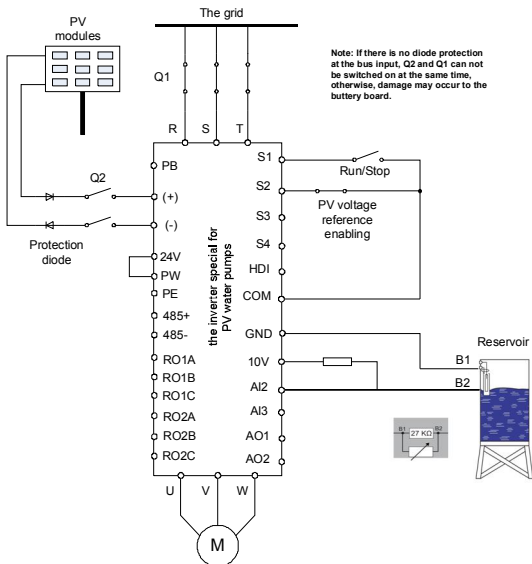 The grid
PV
modules
Q1
Note: If there is no diode protection
at the bus input, Q2 and Q1 can not
be switched on at the same time,
otherwise, damage may occur to the
buttery board.
R
S
T
PB
Q2
(+)
(-)
Protection
diode
24V
PW
PE
485+
485-
RO1A
RO1B
RO1C
RO2A
RO2B
RO2C
the inverter special for
PV water pumps
S1
S2
S3
S4
HDI
COM
GND
10V
AI2
AI3
AO1
AO2
Run/Stop
PV voltage
reference
enabling
Reservoir
B1
B2
B1
27 KΩ
B2
U
V
W
M